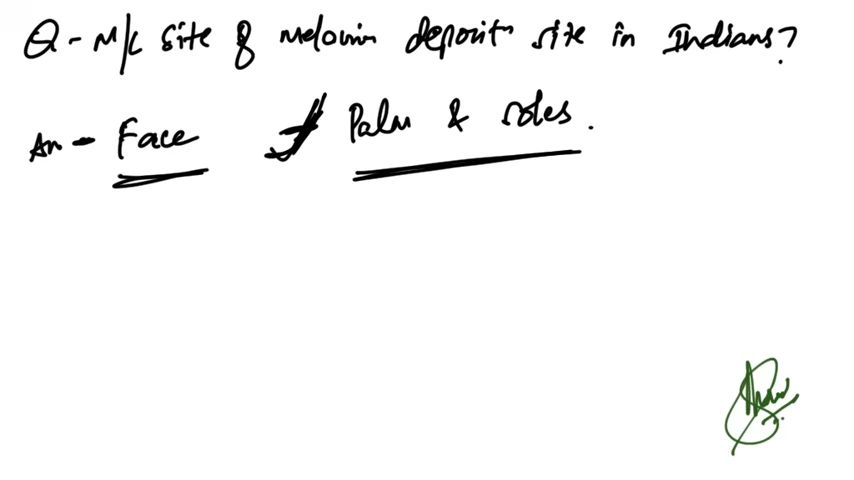 Q - M/C site of melanin deposit site in Indians?
An - Face Palm & soles.